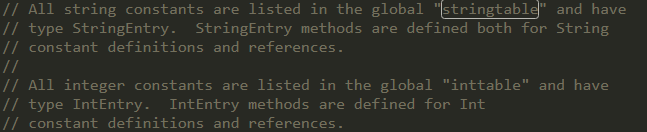 // All string constants are listed in the global "stringtable" and have
// type StringEntry.  StringEntry methods are defined both for String
// constant definitions and references.
//
// All integer constants are listed in the global "inttable" and have
// type IntEntry.  IntEntry methods are defined for Int
// constant definitions and references.